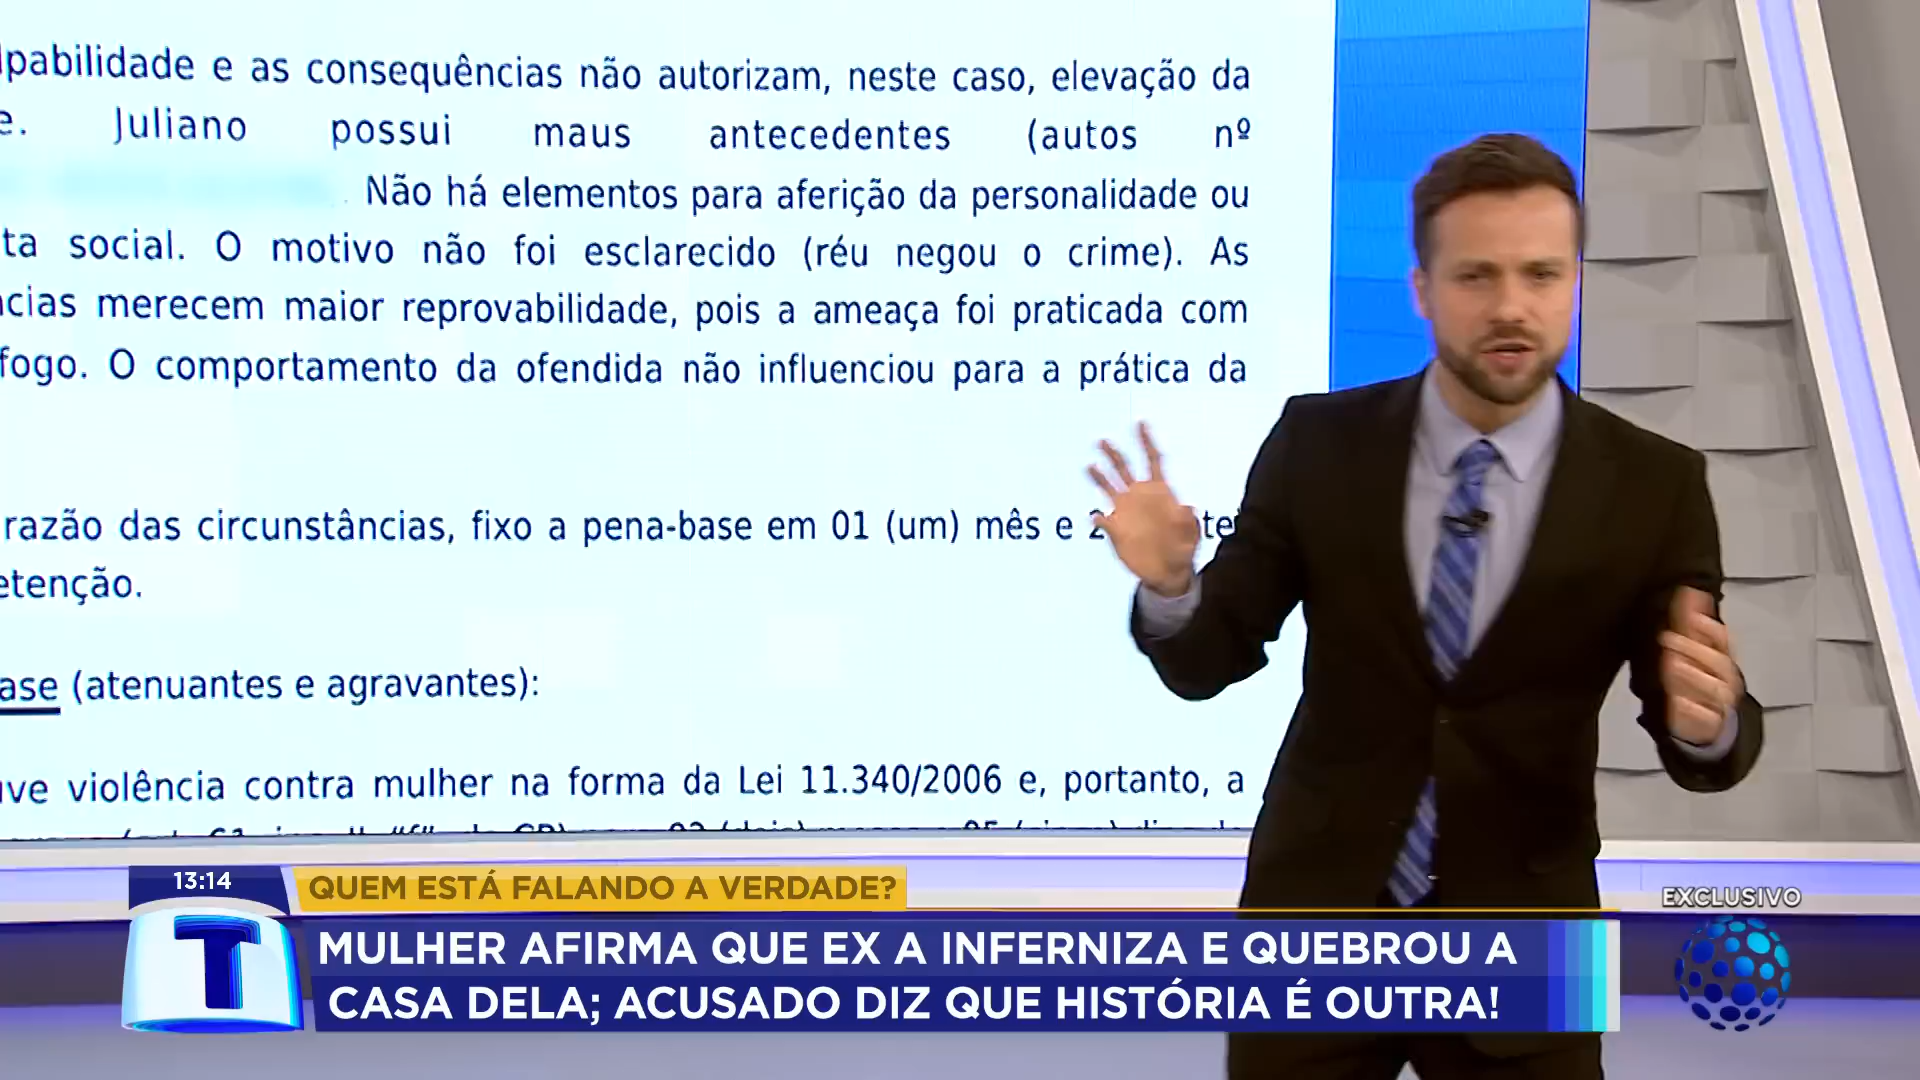 lpabilidade e as consequências não autorizam, neste caso, elevação da
e. Juliano possui maus antecedentes (autos nº
Não há elementos para aferição da personalidade ou
ta social. O motivo não foi esclarecido (réu negou o crime). As
ncias merecem maior reprovabilidade, pois a ameaça foi praticada com
fogo. O comportamento da ofendida não influenciou para a prática da
razão das circunstâncias, fixo a pena-base em 01 (um) mês e
etenção.
ase (atenuantes e agravantes):
uve violência contra mulher na forma da Lei 11.340/2006 e, portanto, a
13:14
QUEM ESTÁ FALANDO A VERDADE?
EXCLUSIVO
T
MULHER AFIRMA QUE EX A INFERNIZA E QUEBROU A
CASA DELA; ACUSADO DIZ QUE HISTÓRIA É OUTRA!